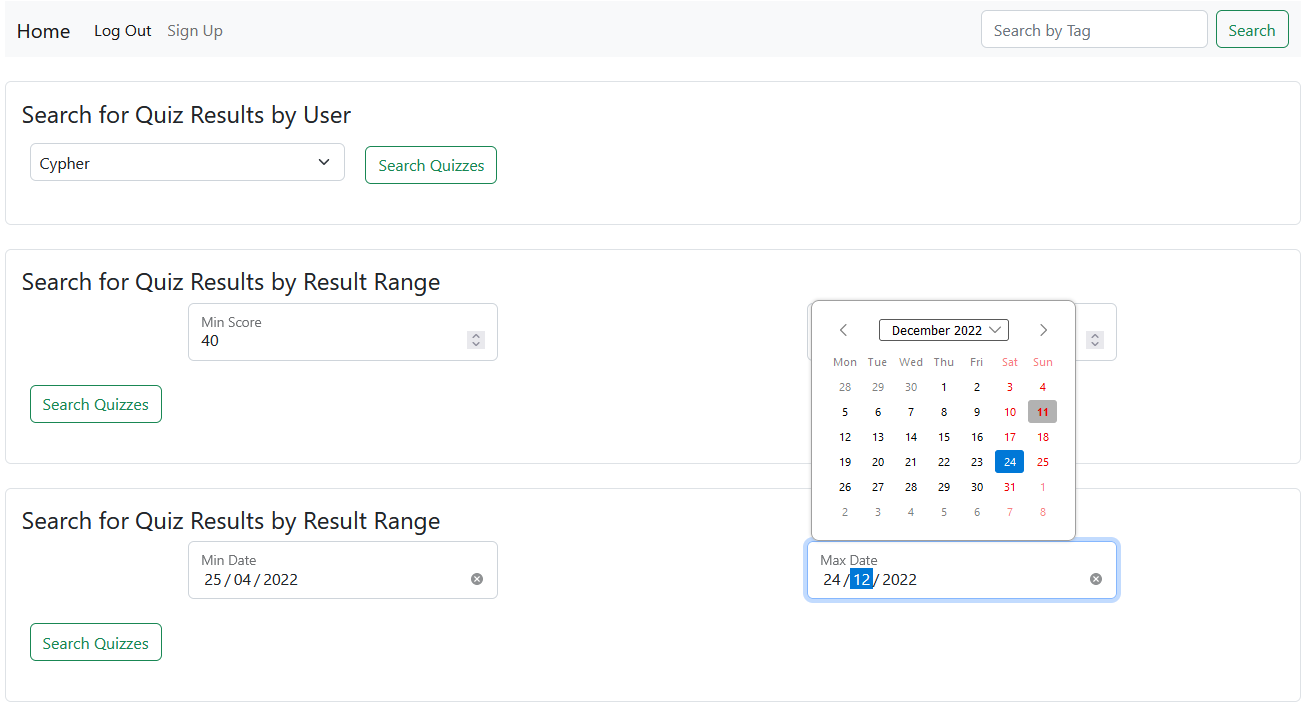 Home Log Out Sign Up Search by Tag Search
Search for Quiz Results by User
Cypher Search Quizzes
Search for Quiz Results by Result Range
Min Score
40
Search Quizzes
December 2022
Mon Tue Wed Thu Fri Sat Sun
28 29 30 1 2 3 4
5 6 7 8 9 10 11
12 13 14 15 16 17 18
19 20 21 22 23 24 25
26 27 28 29 30 31 1
2 3 4 5 6 7 8
Search for Quiz Results by Result Range
Min Date Max Date
25/04/2022 24/12/2022
Search Quizzes